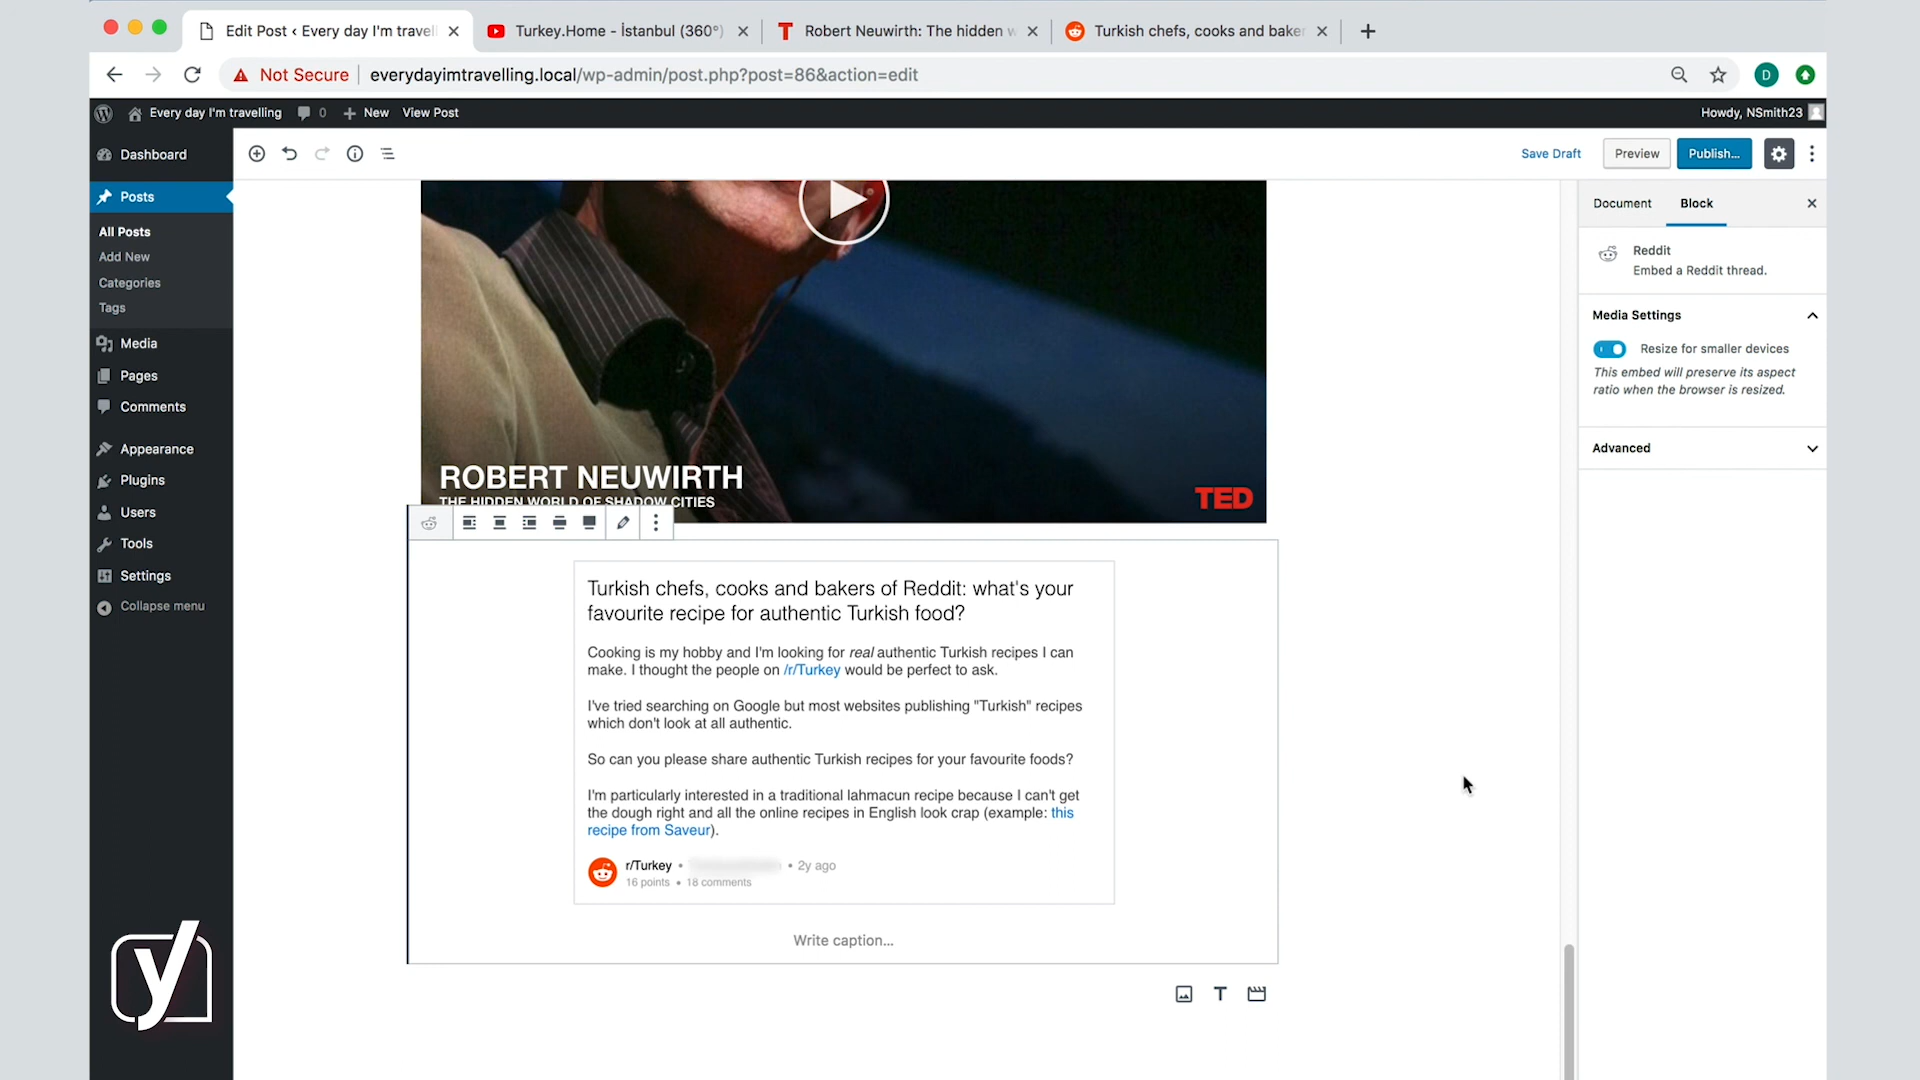 Edit Post ‹ Every day I'm travel
Turkey.Home - İstanbul (360°)
Robert Neuwirth: The hidden w
Turkish chefs, cooks and baker
Not Secure
everydayimtravelling.local/wp-admin/post.php?post=86&action=edit
D
Every day I'm travelling
0
New
View Post
Howdy, NSmith23
Dashboard
Save Draft
Preview
Publish...
Posts
All Posts
Add New
Categories
Tags
Media
Pages
Comments
Appearance
Plugins
Users
Tools
Settings
Collapse menu
ROBERT NEUWIRTH
THE HIDDEN WORLD OF SHADOW CITIES
TED
Turkish chefs, cooks and bakers of Reddit: what's your
favourite recipe for authentic Turkish food?
Cooking is my hobby and I'm looking for real authentic Turkish recipes I can
make. I thought the people on /r/Turkey would be perfect to ask.
I've tried searching on Google but most websites publishing "Turkish" recipes
which don't look at all authentic.
So can you please share authentic Turkish recipes for your favourite foods?
I'm particularly interested in a traditional lahmacun recipe because I can't get
the dough right and all the online recipes in English look crap (example: this
recipe from Saveur).
r/Turkey • • 2y ago
16 points • 18 comments
Write caption...
Document
Block
Reddit
Embed a Reddit thread.
Media Settings
Resize for smaller devices
This embed will preserve its aspect
ratio when the browser is resized.
Advanced
y